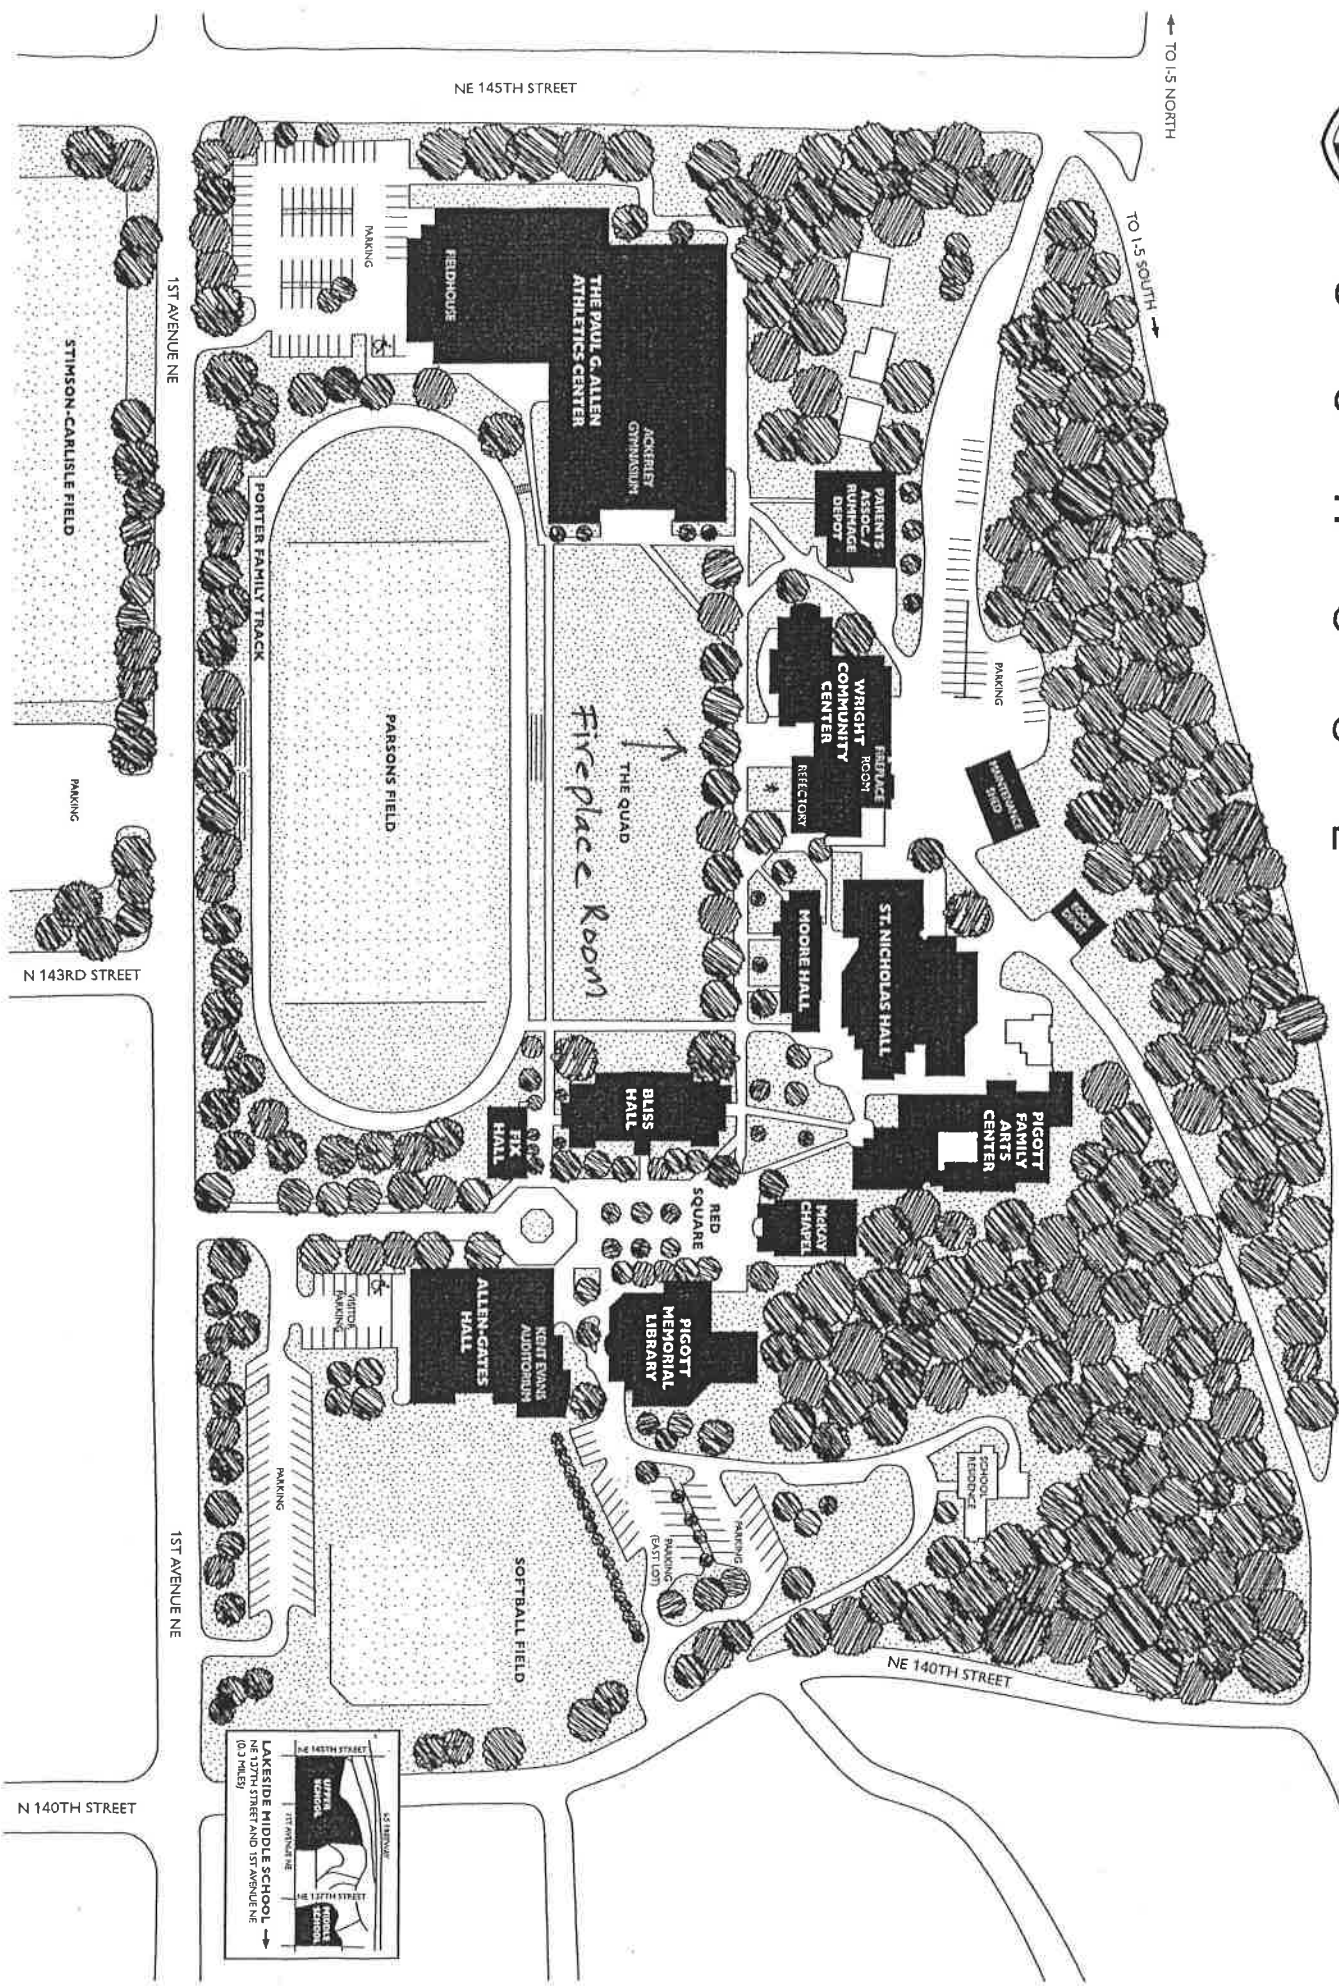 ← TO I-5 NORTH
TO I-5 SOUTH →
NE 145TH STREET
PARKING
FIELDHOUSE
THE PAUL G. ALLEN
ATHLETICS CENTER
ACKERLEY
GYMNASIUM
PARENTS
ASSOC./
RUMMAGE
DEPOT
PARKING
WRIGHT
COMMUNITY
CENTER
FIREPLACE
ROOM
REFECTORY
MAINTENANCE
SHED
MOORE HALL
ST. NICHOLAS HALL
PIGOTT
FAMILY
ARTS
CENTER
McKAY
CHAPEL
THE QUAD
Fireplace Room
BLISS
HALL
FIX
HALL
RED
SQUARE
PIGOTT
MEMORIAL
LIBRARY
KENT EVANS
AUDITORIUM
ALLEN-GATES
HALL
VISITOR
PARKING
PARKING
SCHOOL
RESIDENCE
PARKING
PARKING
(EAST LOT)
SOFTBALL FIELD
NE 140TH STREET
PARSONS FIELD
PORTER FAMILY TRACK
1ST AVENUE NE
1ST AVENUE NE
STIMSON-CARLISLE FIELD
PARKING
N 143RD STREET
N 140TH STREET
I-5 FREEWAY
NE 145TH STREET
UPPER
SCHOOL
NE 137TH STREET
MIDDLE
SCHOOL
1ST AVENUE NE
LAKESIDE MIDDLE SCHOOL →
NE 137TH STREET AND 1ST AVENUE NE
(0.3 MILES)